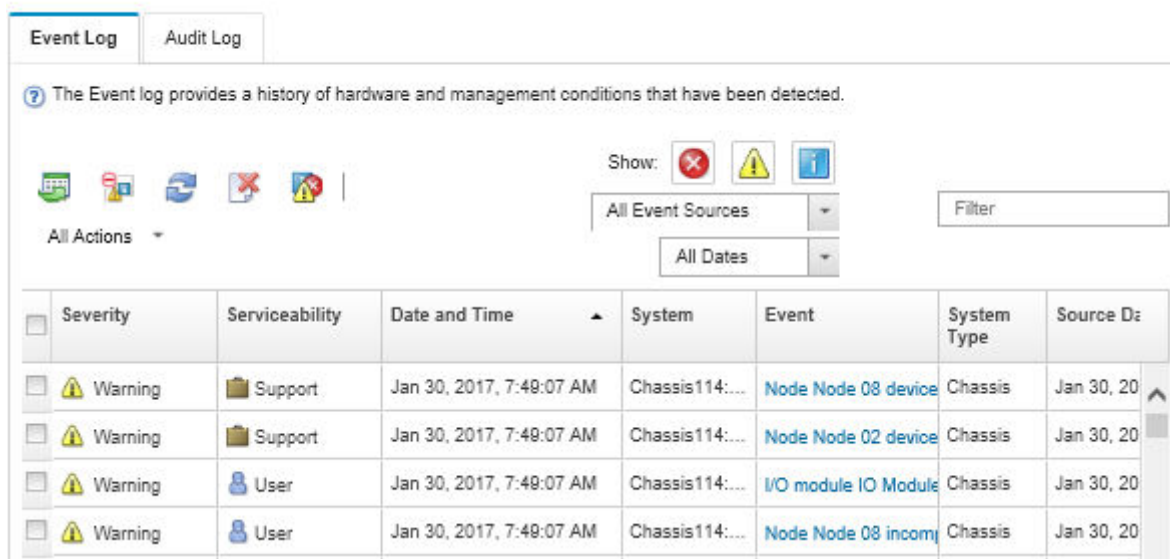 Event Log
Audit Log
The Event log provides a history of hardware and management conditions that have been detected.
Show:
All Event Sources
Filter
All Actions
All Dates
Severity Serviceability Date and Time System Event System Type Source Da
Warning Support Jan 30, 2017, 7:49:07 AM Chassis114:... Node Node 08 device Chassis Jan 30, 20
Warning Support Jan 30, 2017, 7:49:07 AM Chassis114:... Node Node 02 device Chassis Jan 30, 20
Warning User Jan 30, 2017, 7:49:07 AM Chassis114:... I/O module IO Module Chassis Jan 30, 20
Warning User Jan 30, 2017, 7:49:07 AM Chassis114:... Node Node 08 incom Chassis Jan 30, 20